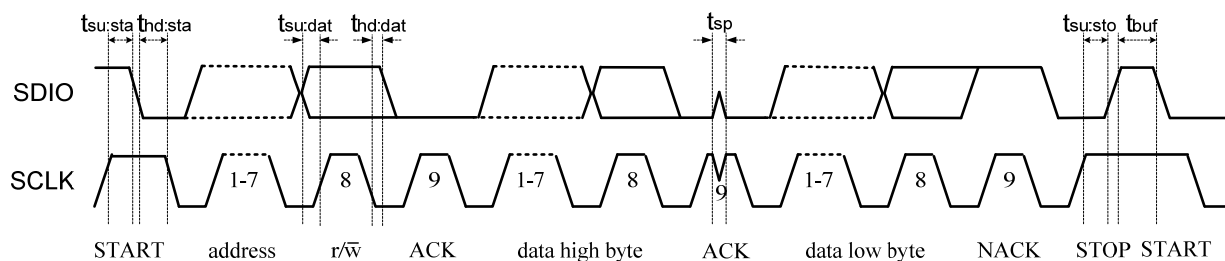 tsu:sta thd:sta tsu:dat thd:dat tsp tsu:sto tbuf
SDIO
SCLK 1-7 8 9 1-7 8 9 1-7 8 9
START address r/w̅ ACK data high byte ACK data low byte NACK STOP START